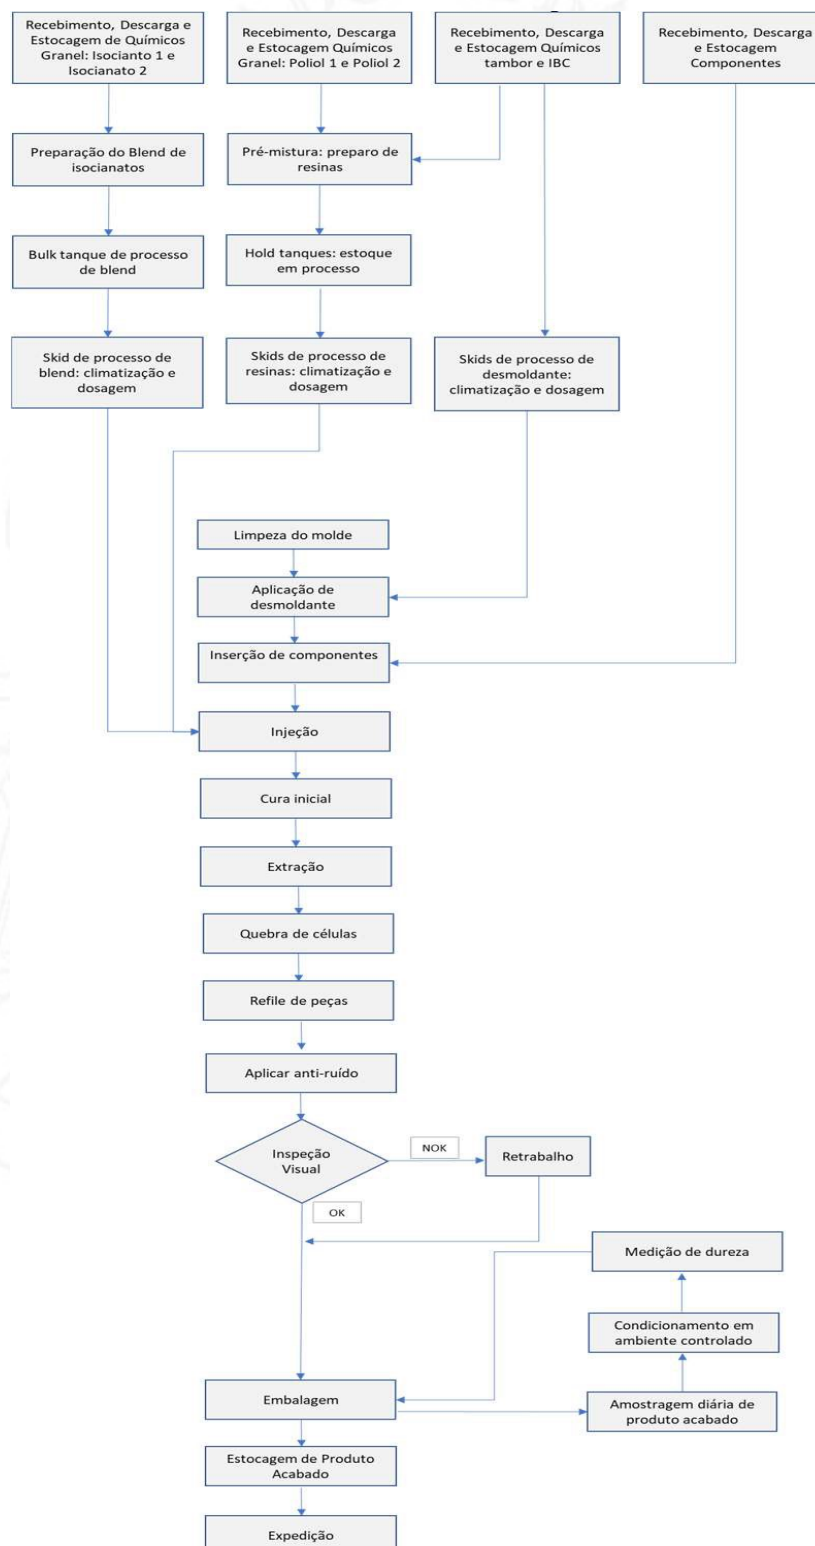 Recebimento, Descarga e
Estocagem de Químicos
Granel: Isocianto 1 e
Isocianato 2
Recebimento, Descarga
e Estocagem Químicos
Granel: Poliol 1 e Poliol 2
Recebimento, Descarga
e Estocagem Químicos
tambor e IBC
Recebimento, Descarga
e Estocagem
Componentes
Preparação do Blend de
isocianatos
Pré-mistura: preparo de
resinas
Bulk tanque de processo
de blend
Hold tanques: estoque
em processo
Skid de processo de
blend: climatização e
dosagem
Skids de processo de
resinas: climatização e
dosagem
Skids de processo de
desmoldante:
climatização e dosagem
Limpeza do molde
Aplicação de
desmoldante
Inserção de componentes
Injeção
Cura inicial
Extração
Quebra de células
Refile de peças
Aplicar anti-ruído
Inspeção
Visual
NOK
Retrabalho
OK
Medição de dureza
Condicionamento em
ambiente controlado
Embalagem
Amostragem diária de
produto acabado
Estocagem de Produto
Acabado
Expedição